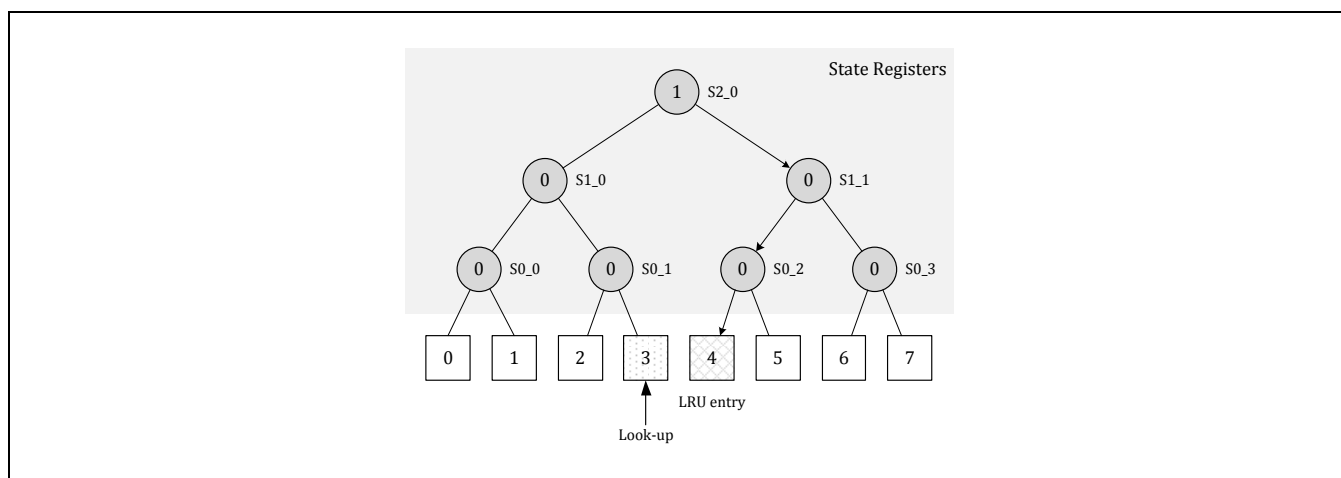 State Registers
1 S2_0
0 S1_0 0 S1_1
0 S0_0 0 S0_1 0 S0_2 0 S0_3
0 1 2 3 4 5 6 7
LRU entry
Look-up